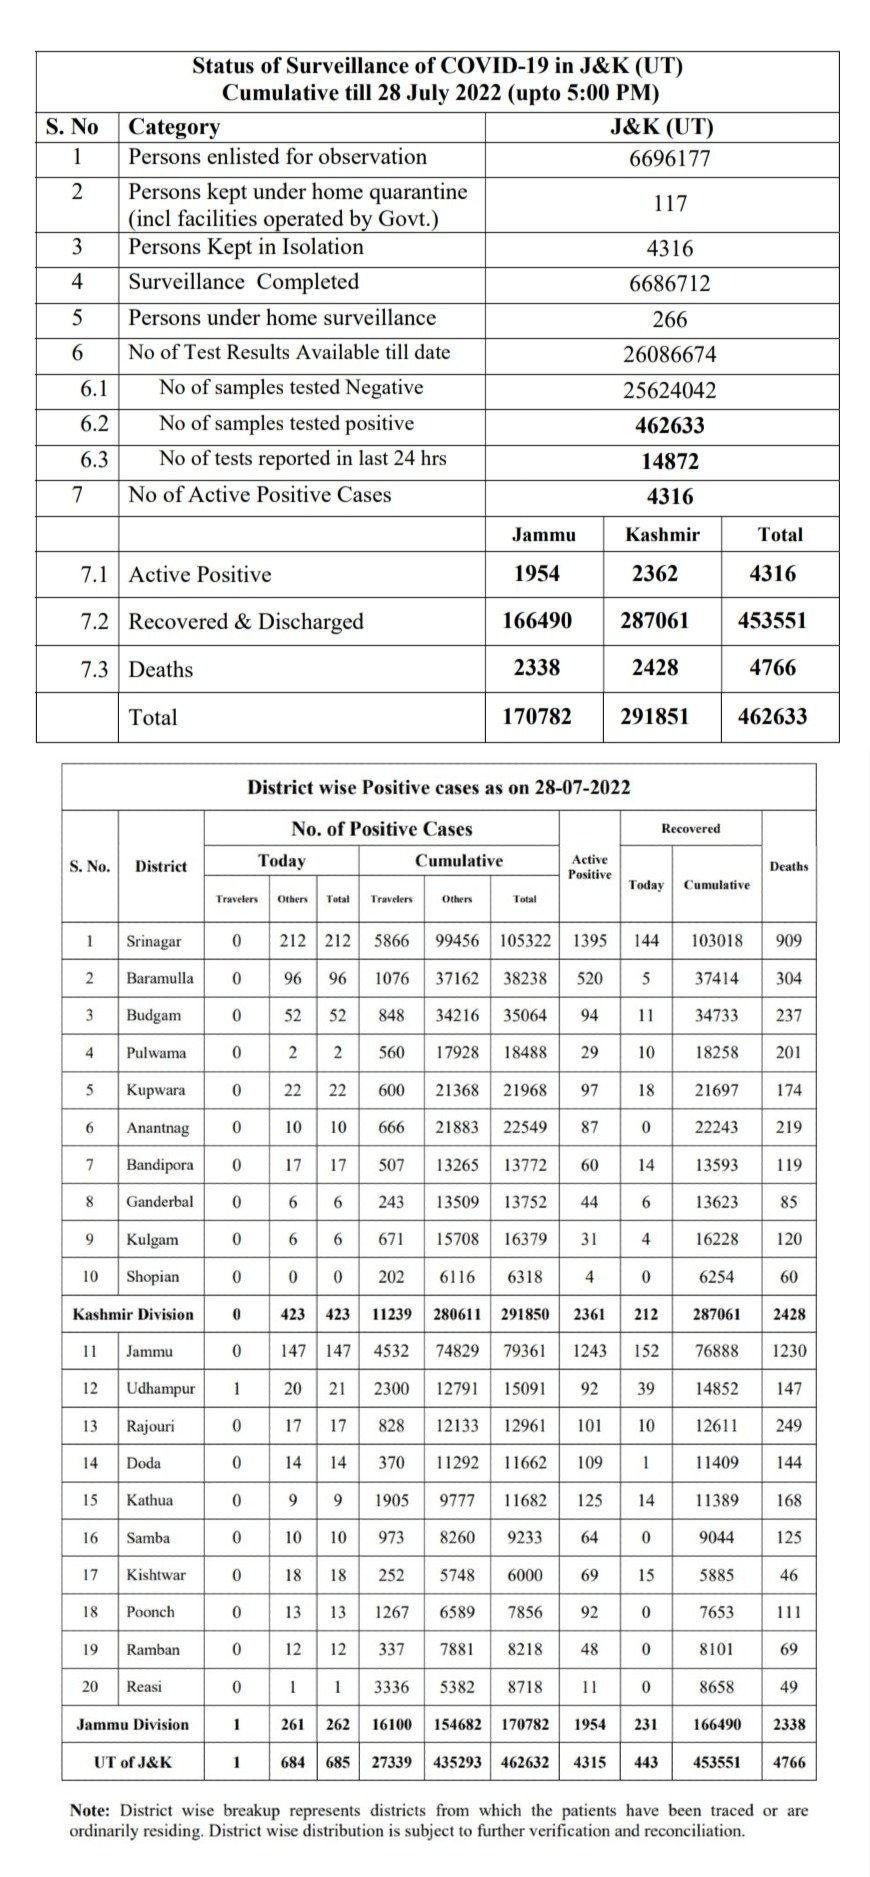 Status of Surveillance of COVID-19 in J&K (UT)
Cumulative till 28 July 2022 (upto 5:00 PM)
S. No Category J&K (UT)
1 Persons enlisted for observation 6696177
2 Persons kept under home quarantine
(incl facilities operated by Govt.) 117
3 Persons Kept in Isolation 4316
4 Surveillance Completed 6686712
5 Persons under home surveillance 266
6 No of Test Results Available till date 26086674
6.1 No of samples tested Negative 25624042
6.2 No of samples tested positive 462633
6.3 No of tests reported in last 24 hrs 14872
7 No of Active Positive Cases 4316
Jammu Kashmir Total
7.1 Active Positive 1954 2362 4316
7.2 Recovered & Discharged 166490 287061 453551
7.3 Deaths 2338 2428 4766
Total 170782 291851 462633
District wise Positive cases as on 28-07-2022
S. No. District No. of Positive Cases Active Positive Recovered Deaths
Today Cumulative Today Cumulative
Travelers Others Total Travelers Others Total
1 Srinagar 0 212 212 5866 99456 105322 1395 144 103018 909
2 Baramulla 0 96 96 1076 37162 38238 520 5 37414 304
3 Budgam 0 52 52 848 34216 35064 94 11 34733 237
4 Pulwama 0 2 2 560 17928 18488 29 10 18258 201
5 Kupwara 0 22 22 600 21368 21968 97 18 21697 174
6 Anantnag 0 10 10 666 21883 22549 87 0 22243 219
7 Bandipora 0 17 17 507 13265 13772 60 14 13593 119
8 Ganderbal 0 6 6 243 13509 13752 44 6 13623 85
9 Kulgam 0 6 6 671 15708 16379 31 4 16228 120
10 Shopian 0 0 0 202 6116 6318 4 0 6254 60
Kashmir Division 0 423 423 11239 280611 291850 2361 212 287061 2428
11 Jammu 0 147 147 4532 74829 79361 1243 152 76888 1230
12 Udhampur 1 20 21 2300 12791 15091 92 39 14852 147
13 Rajouri 0 17 17 828 12133 12961 101 10 12611 249
14 Doda 0 14 14 370 11292 11662 109 1 11409 144
15 Kathua 0 9 9 1905 9777 11682 125 14 11389 168
16 Samba 0 10 10 973 8260 9233 64 0 9044 125
17 Kishtwar 0 18 18 252 5748 6000 69 15 5885 46
18 Poonch 0 13 13 1267 6589 7856 92 0 7653 111
19 Ramban 0 12 12 337 7881 8218 48 0 8101 69
20 Reasi 0 1 1 3336 5382 8718 11 0 8658 49
Jammu Division 1 261 262 16100 154682 170782 1954 231 166490 2338
UT of J&K 1 684 685 27339 435293 462632 4315 443 453551 4766
Note: District wise breakup represents districts from which the patients have been traced or are
ordinarily residing. District wise distribution is subject to further verification and reconciliation.